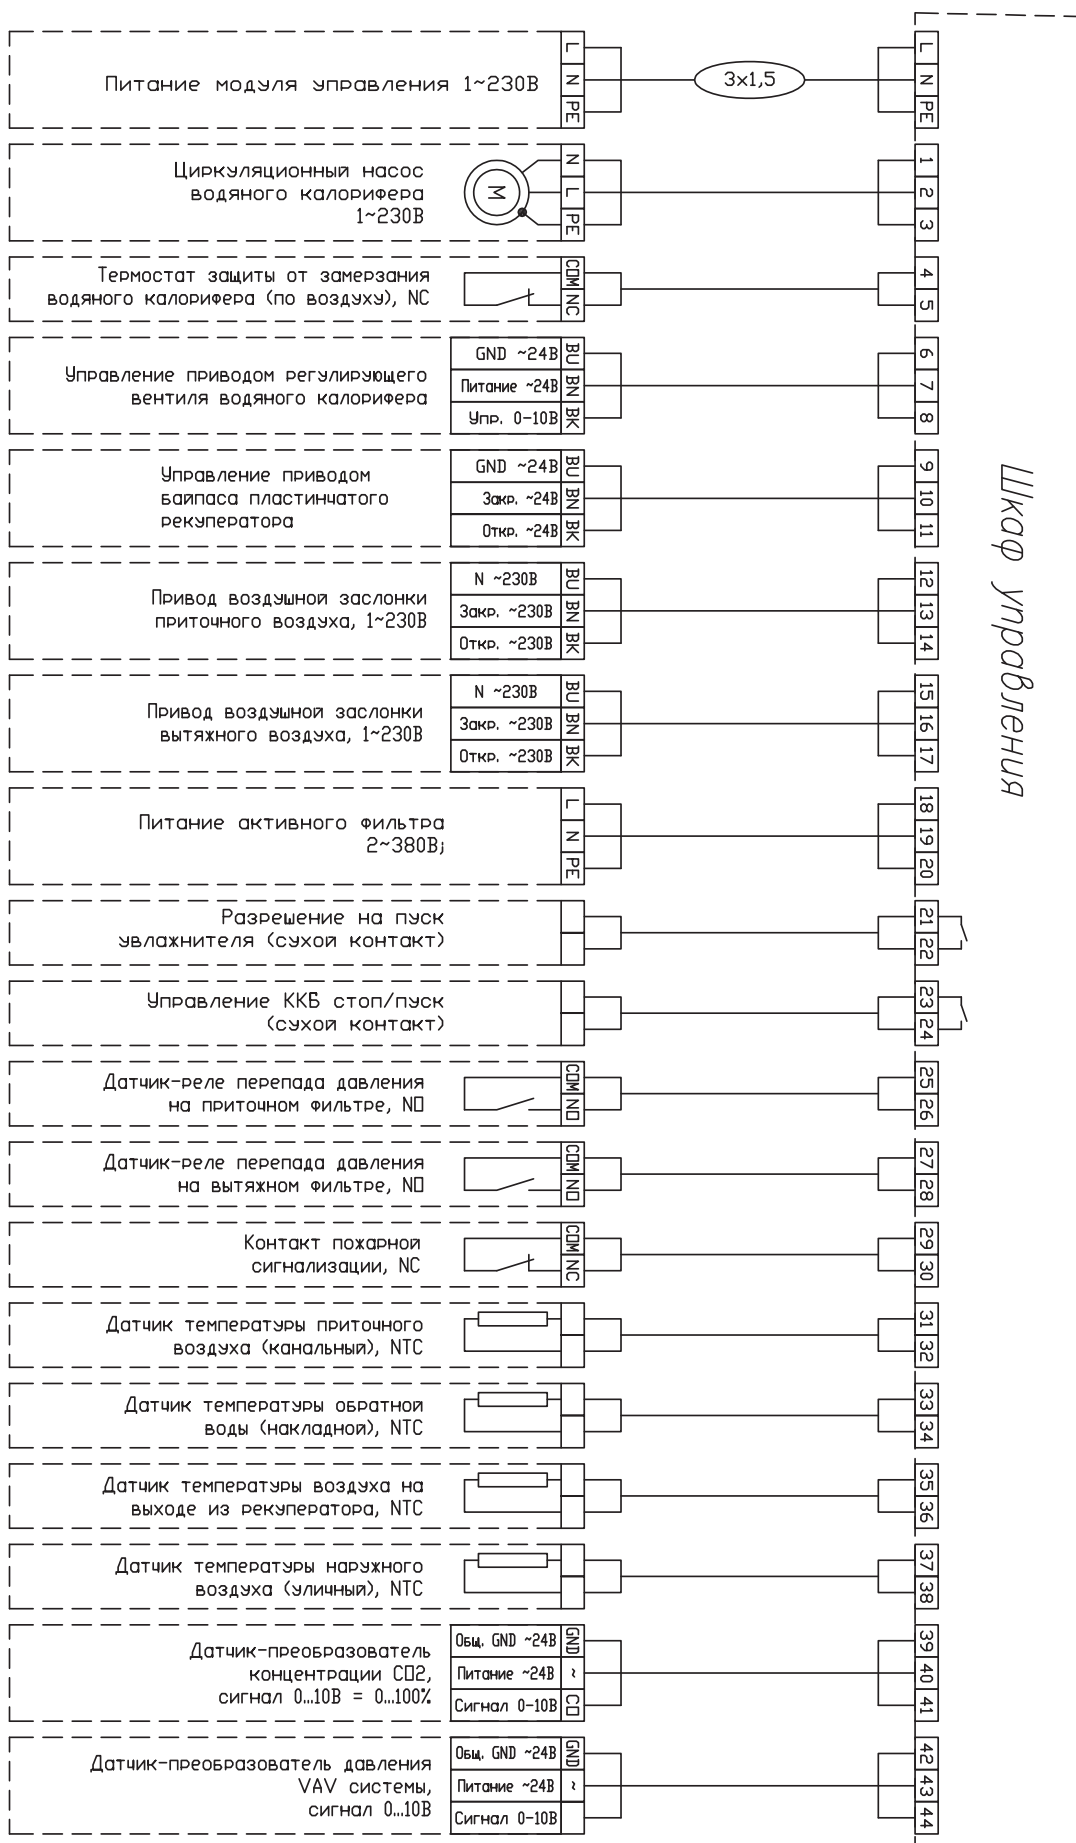 Питание модуля управления 1~230В
L
N
PE
3х1,5
L
N
PE
Циркуляционный насос
водяного калорифера
1~230В
M
N
L
PE
1
2
3
Термостат защиты от замерзания
водяного калорифера (по воздуху), NC
COM
NC
4
5
Управление приводом регулирующего
вентиля водяного калорифера
GND ~24В
Питание ~24В
Упр. 0-10В
BU
BN
BK
6
7
8
Управление приводом
байпаса пластинчатого
рекуператора
GND ~24В
Закр. ~24В
Откр. ~24В
BU
BN
BK
9
10
11
Привод воздушной заслонки
приточного воздуха, 1~230В
N ~230В
Закр. ~230В
Откр. ~230В
BU
BN
BK
12
13
14
Привод воздушной заслонки
вытяжного воздуха, 1~230В
N ~230В
Закр. ~230В
Откр. ~230В
BU
BN
BK
15
16
17
Питание активного фильтра
2~380В;
L
N
PE
18
19
20
Разрешение на пуск
увлажнителя (сухой контакт)
21
22
Управление ККБ стоп/пуск
(сухой контакт)
23
24
Датчик-реле перепада давления
на приточном фильтре, NO
COM
NO
25
26
Датчик-реле перепада давления
на вытяжном фильтре, NO
COM
NO
27
28
Контакт пожарной
сигнализации, NC
COM
NC
29
30
Датчик температуры приточного
воздуха (канальный), NTC
31
32
Датчик температуры обратной
воды (накладной), NTC
33
34
Датчик температуры воздуха на
выходе из рекуператора, NTC
35
36
Датчик температуры наружного
воздуха (уличный), NTC
37
38
Датчик-преобразователь
концентрации CO2,
сигнал 0...10В = 0...100%
Общ. GND ~24В
Питание ~24В
Сигнал 0-10В
GND
~
CO
39
40
41
Датчик-преобразователь давления
VAV системы,
сигнал 0...10В
Общ. GND ~24В
Питание ~24В
Сигнал 0-10В
GND
~
42
43
44
Шкаф управления